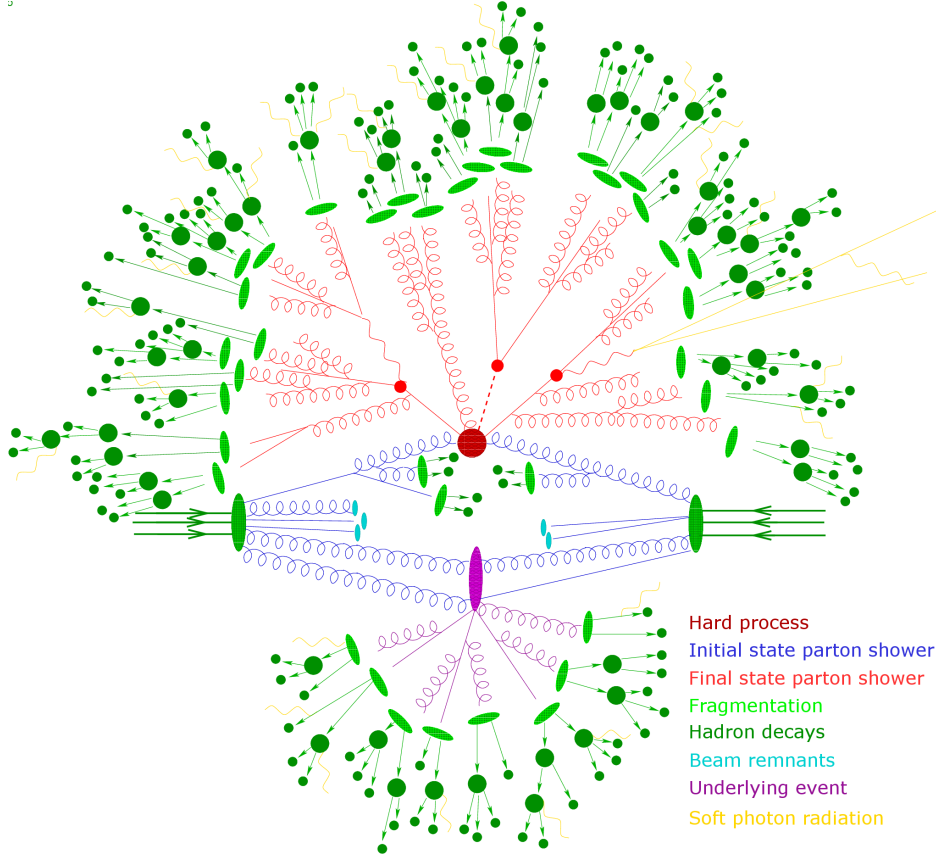 Hard process
Initial state parton shower
Final state parton shower
Fragmentation
Hadron decays
Beam remnants
Underlying event
Soft photon radiation